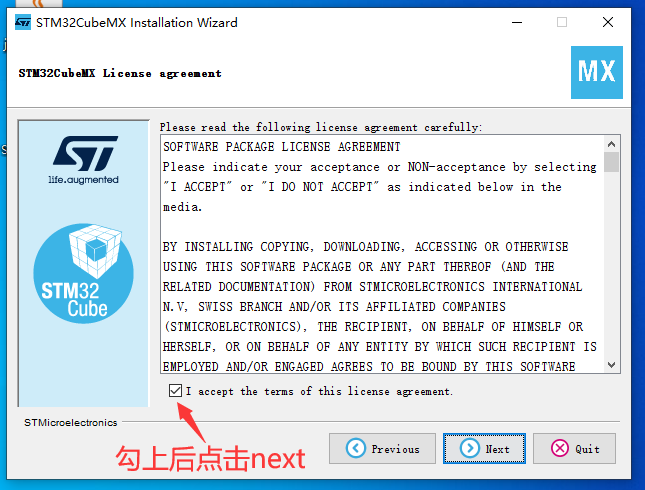 STM32CubeMX Installation Wizard
STM32CubeMX License agreement
MX
Please read the following license agreement carefully:
SOFTWARE PACKAGE LICENSE AGREEMENT
Please indicate your acceptance or NON-acceptance by selecting
"I ACCEPT" or "I DO NOT ACCEPT" as indicated below in the
media.
BY INSTALLING COPYING, DOWNLOADING, ACCESSING OR OTHERWISE
USING THIS SOFTWARE PACKAGE OR ANY PART THEREOF (AND THE
RELATED DOCUMENTATION) FROM STMICROELECTRONICS INTERNATIONAL
N.V, SWISS BRANCH AND/OR ITS AFFILIATED COMPANIES
(STMICROELECTRONICS), THE RECIPIENT, ON BEHALF OF HIMSELF OR
HERSELF, OR ON BEHALF OF ANY ENTITY BY WHICH SUCH RECIPIENT IS
EMPLOYED AND/OR ENGAGED AGREES TO BE BOUND BY THIS SOFTWARE
ST
life.augmented
STM32
Cube
I accept the terms of this license agreement.
STMicroelectronics
勾上后点击next
Previous
Next
Quit